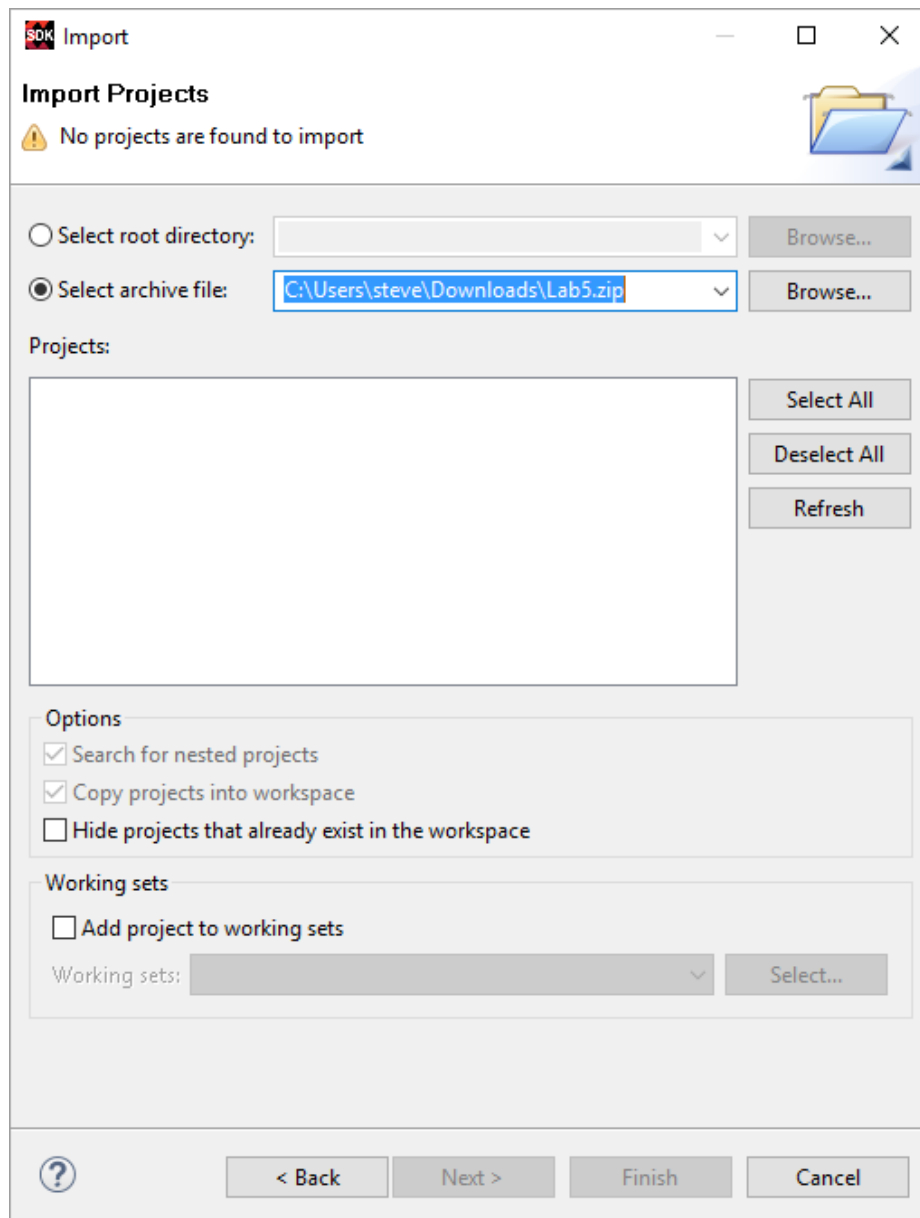 SDK Import
Import Projects
No projects are found to import
Select root directory: Browse...
Select archive file: C:\Users\steve\Downloads\Lab5.zip Browse...
Projects:
Select All
Deselect All
Refresh
Options
Search for nested projects
Copy projects into workspace
Hide projects that already exist in the workspace
Working sets
Add project to working sets
Working sets: Select...
? < Back Next > Finish Cancel